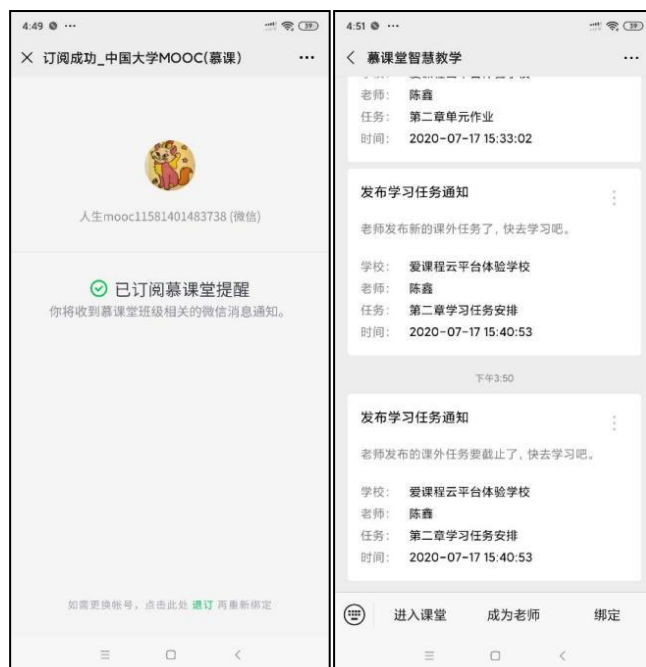 4:49 ...
39
订阅成功_中国大学MOOC(慕课)
人生mooc11581401483738 (微信)
已订阅慕课堂提醒
你将收到慕课堂班级相关的微信消息通知。
如需更换帐号，点击此处 退订 再重新绑定
4:51 ...
39
慕课堂智慧教学
老师： 陈鑫
任务： 第二章单元作业
时间： 2020-07-17 15:33:02
发布学习任务通知
老师发布新的课外任务了，快去学习吧。
学校： 爱课程云平台体验学校
老师： 陈鑫
任务： 第二章学习任务安排
时间： 2020-07-17 15:40:53
下午3:50
发布学习任务通知
老师发布的课外任务要截止了，快去学习吧。
学校： 爱课程云平台体验学校
老师： 陈鑫
任务： 第二章学习任务安排
时间： 2020-07-17 15:40:53
进入课堂 成为老师 绑定